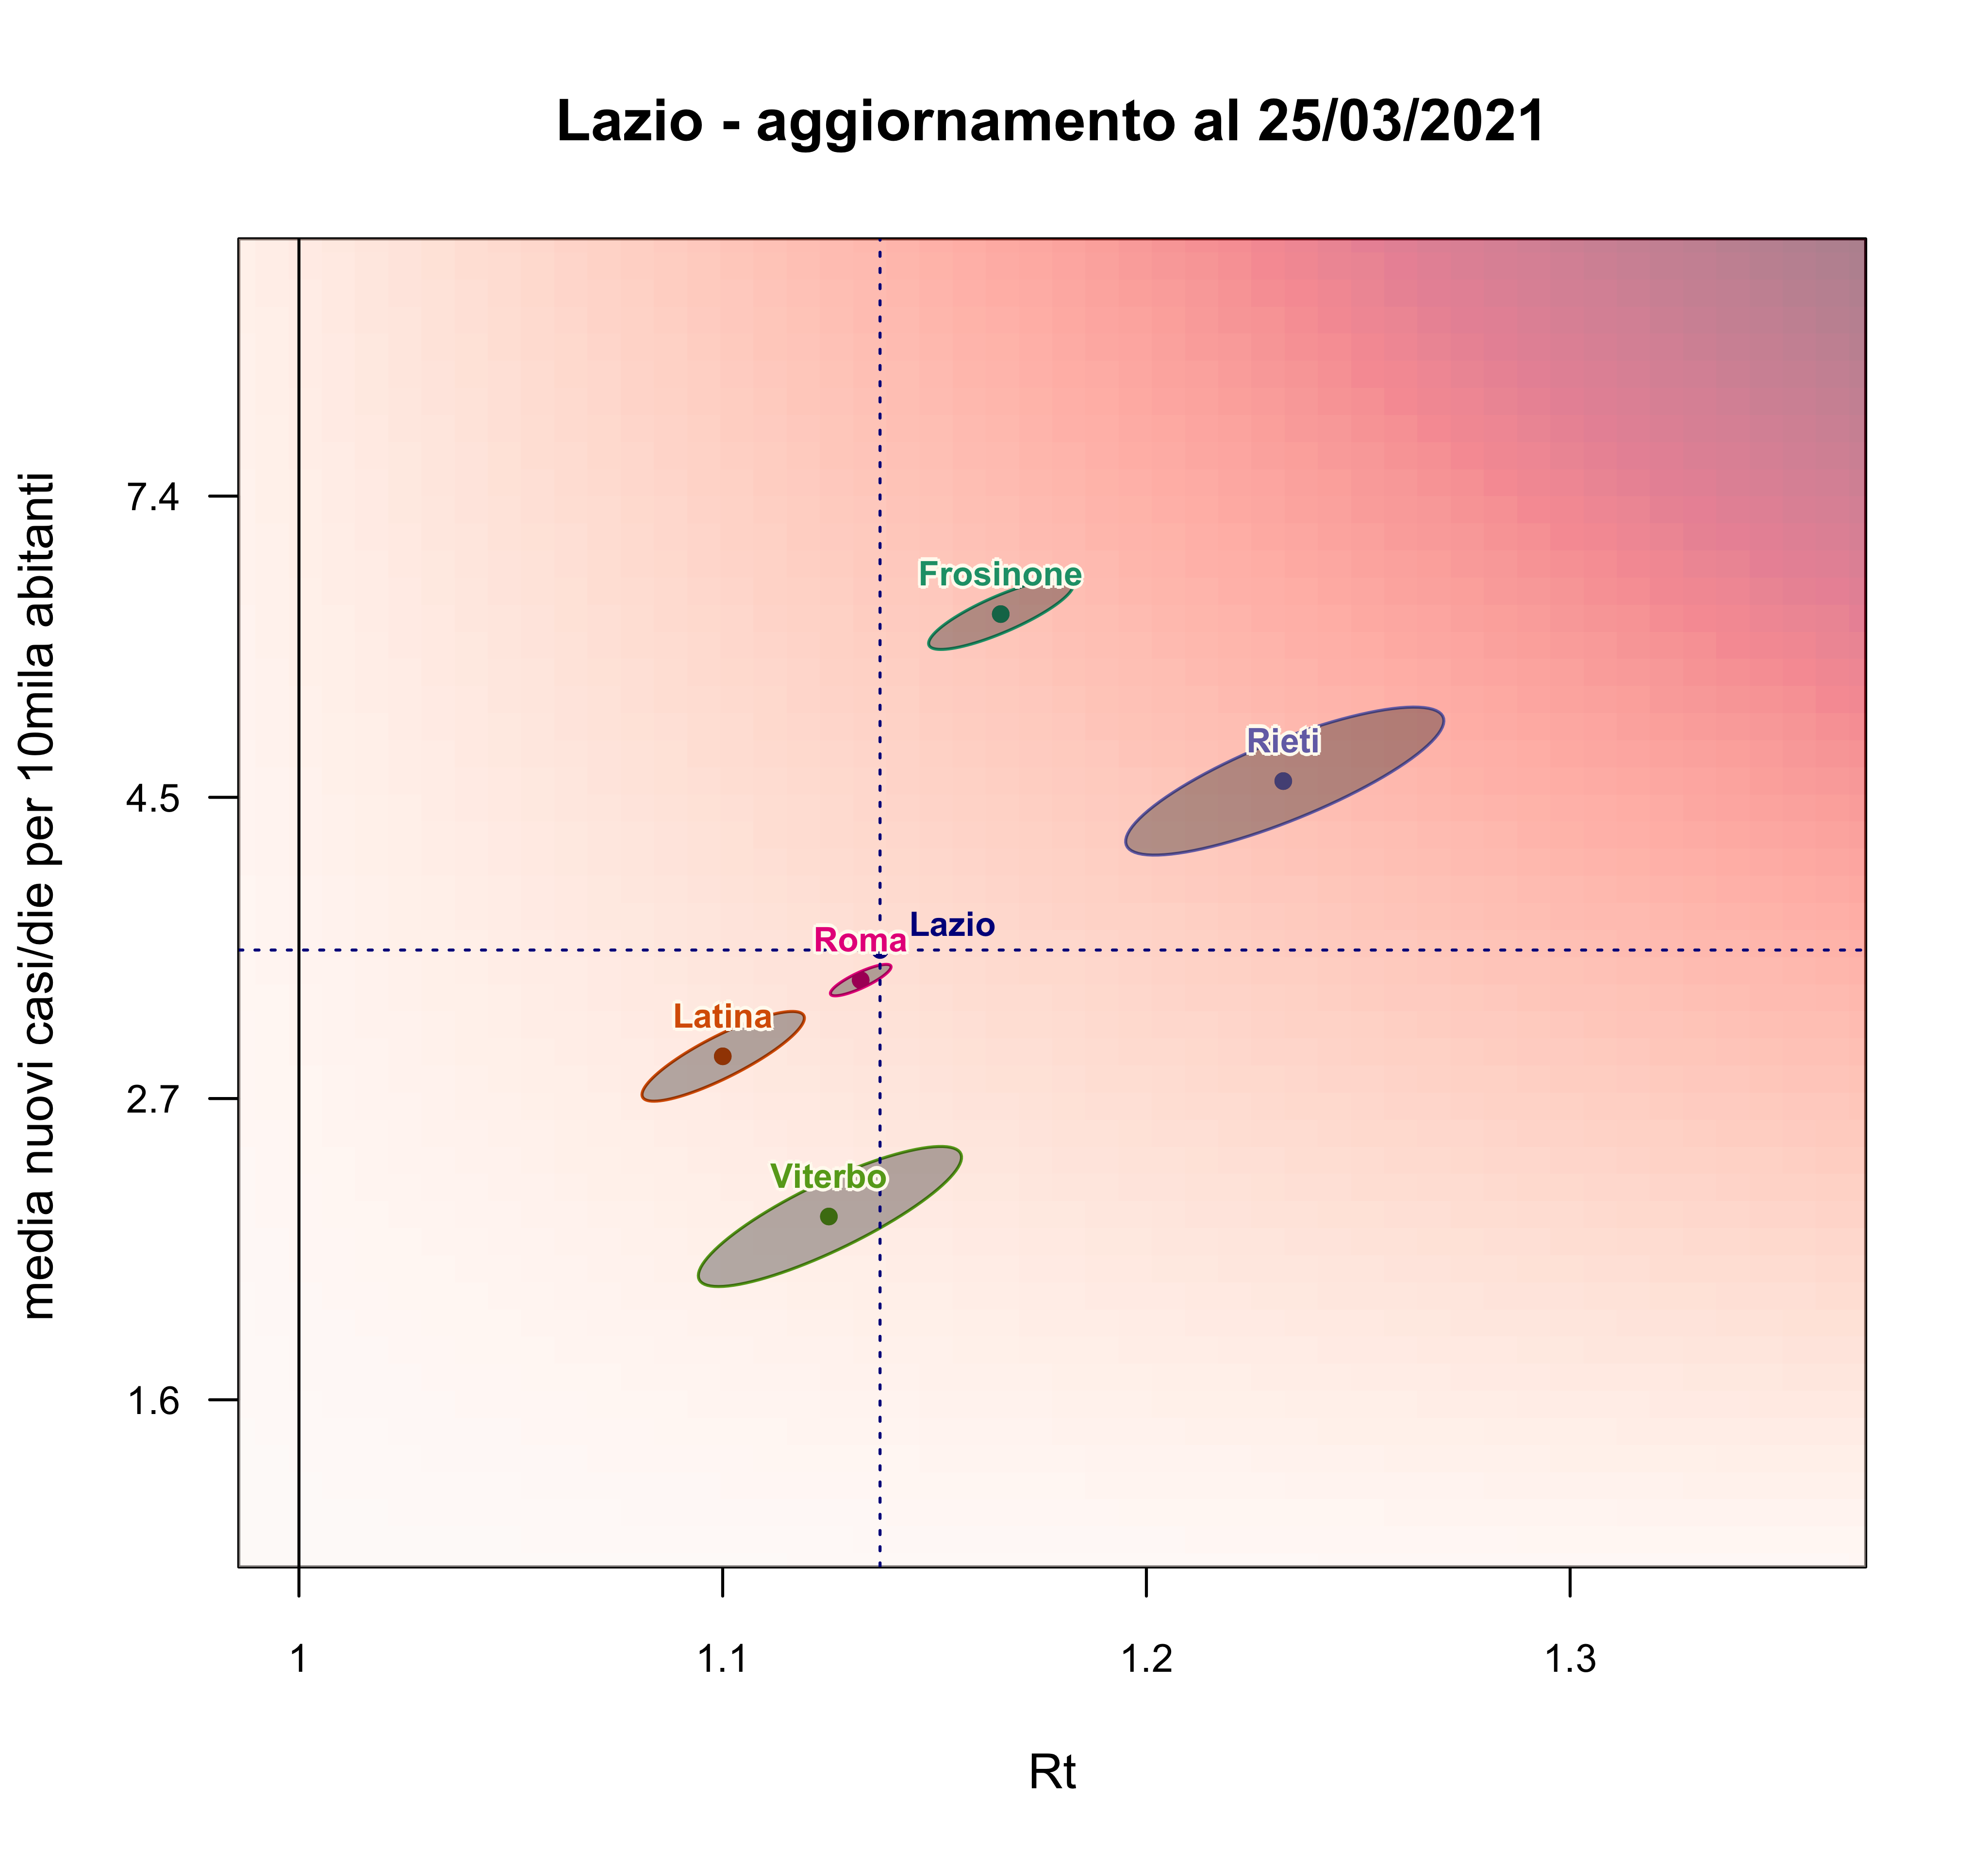 Lazio - aggiornamento al 25/03/2021
media nuovi casi/die per 10mila abitanti
7.4
4.5
2.7
1.6
Frosinone
Rieti
Lazio
Roma
Latina
Viterbo
1
1.1
1.2
1.3
Rt